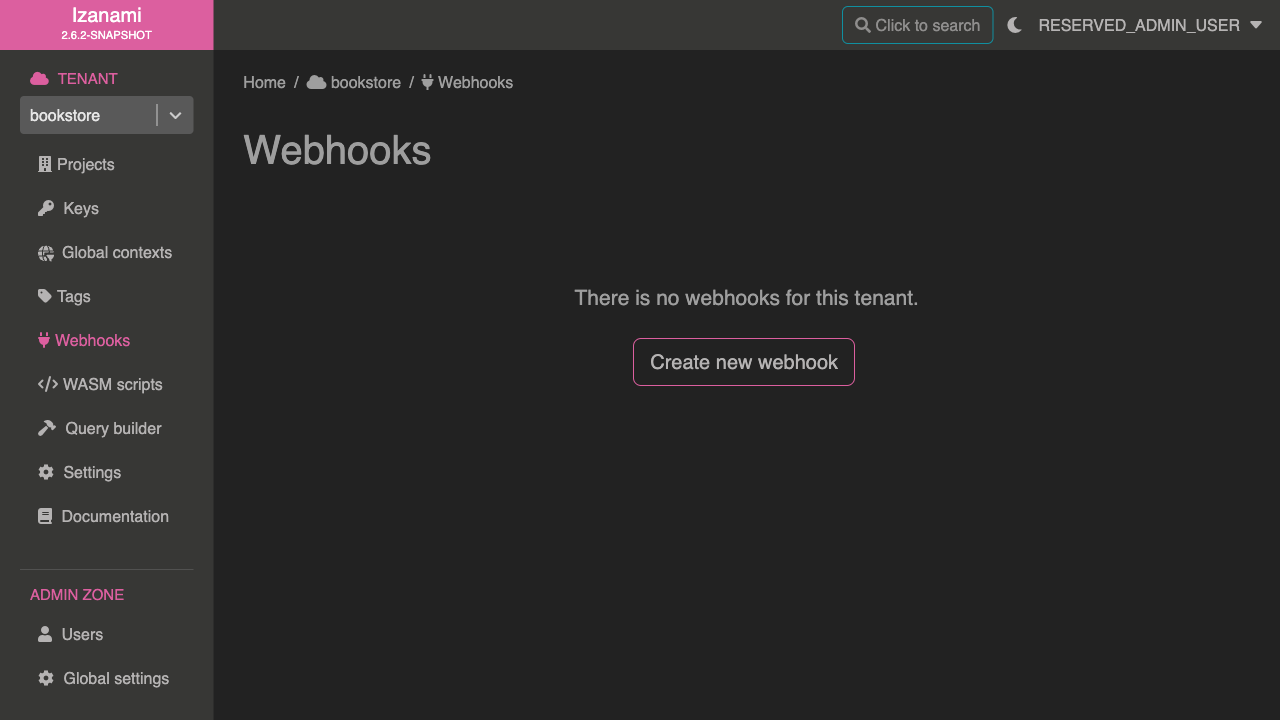 Izanami
2.6.2-SNAPSHOT
Click to search
RESERVED_ADMIN_USER
TENANT
bookstore
Projects
Keys
Global contexts
Tags
Webhooks
WASM scripts
Query builder
Settings
Documentation
ADMIN ZONE
Users
Global settings
Home / bookstore / Webhooks
Webhooks
There is no webhooks for this tenant.
Create new webhook